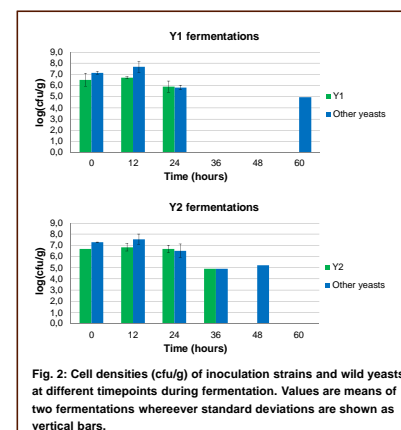 Y1 fermentations
9,0
8,0
7,0
6,0
5,0
4,0
3,0
2,0
1,0
0,0
log(cfu/g)
0 12 24 36 48 60
Time (hours)
Y1
Other yeasts
Y2 fermentations
9,0
8,0
7,0
6,0
5,0
4,0
3,0
2,0
1,0
0,0
log(cfu/g)
0 12 24 36 48 60
Time (hours)
Y2
Other yeasts
Fig. 2: Cell densities (cfu/g) of inoculation strains and wild yeasts
at different timepoints during fermentation. Values are means of
two fermentations whereever standard deviations are shown as
vertical bars.